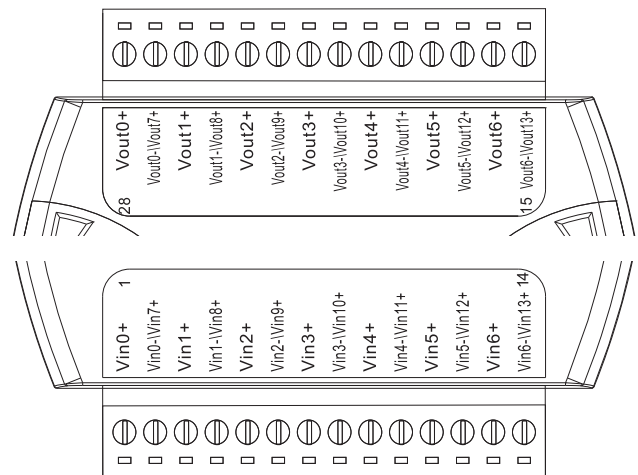 Vout0+
Vout0-\Vout7+
Vout1+
Vout1-\Vout8+
Vout2+
Vout2-\Vout9+
Vout3+
Vout3-\Vout10+
Vout4+
Vout4-\Vout11+
Vout5+
Vout5-\Vout12+
Vout6+
Vout6-\Vout13+
28
15
1
14
Vin0+
Vin0-\Vin7+
Vin1+
Vin1-\Vin8+
Vin2+
Vin2-\Vin9+
Vin3+
Vin3-\Vin10+
Vin4+
Vin4-\Vin11+
Vin5+
Vin5-\Vin12+
Vin6+
Vin6-\Vin13+